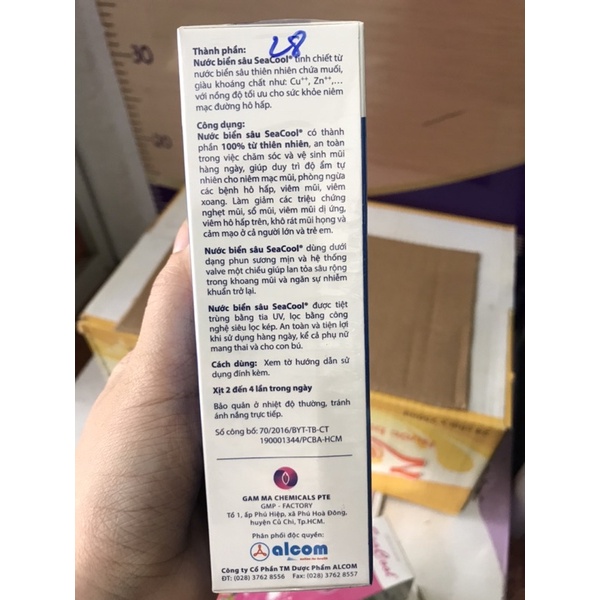 28
Thành phần:
Nước biển sâu SeaCool® tinh chiết từ
nước biển sâu thiên nhiên chứa muối,
giàu khoáng chất như: Cu⁺⁺, Zn⁺⁺,...
với nồng độ tối ưu cho sức khỏe niêm
mạc đường hô hấp.
Công dụng:
Nước biển sâu SeaCool® có thành
phần 100% từ thiên nhiên, an toàn
trong việc chăm sóc và vệ sinh mũi
hàng ngày, giúp duy trì độ ẩm tự
nhiên cho niêm mạc mũi, phòng ngừa
các bệnh hô hấp, viêm mũi, viêm
xoang. Làm giảm các triệu chứng
nghẹt mũi, sổ mũi, viêm mũi dị ứng,
viêm hô hấp trên, khô rát mũi họng và
cảm mạo ở cả người lớn và trẻ em.
Nước biển sâu SeaCool® dùng dưới
dạng phun sương mịn và hệ thống
valve một chiều giúp lan tỏa sâu rộng
trong khoang mũi và ngăn sự nhiễm
khuẩn trở lại.
Nước biển sâu SeaCool® được tiệt
trùng bằng tia UV, lọc bằng công
nghệ siêu lọc kép. An toàn và tiện lợi
khi sử dụng hàng ngày, kể cả phụ nữ
mang thai và cho con bú.
Cách dùng: Xem tờ hướng dẫn sử
dụng đính kèm.
Xịt 2 đến 4 lần trong ngày
Bảo quản ở nhiệt độ thường, tránh
ánh nắng trực tiếp.
Số công bố: 70/2016/BYT-TB-CT
190001344/PCBA-HCM
GAM MA CHEMICALS PTE
GMP - FACTORY
Tổ 1, ấp Phú Hiệp, xã Phú Hoà Đông,
huyện Củ Chi, Tp.HCM.
Phân phối độc quyền:
alcom
Công ty Cổ Phần TM Dược Phẩm ALCOM
ĐT: (028) 3762 8556 Fax: (028) 3762 8557
30
20